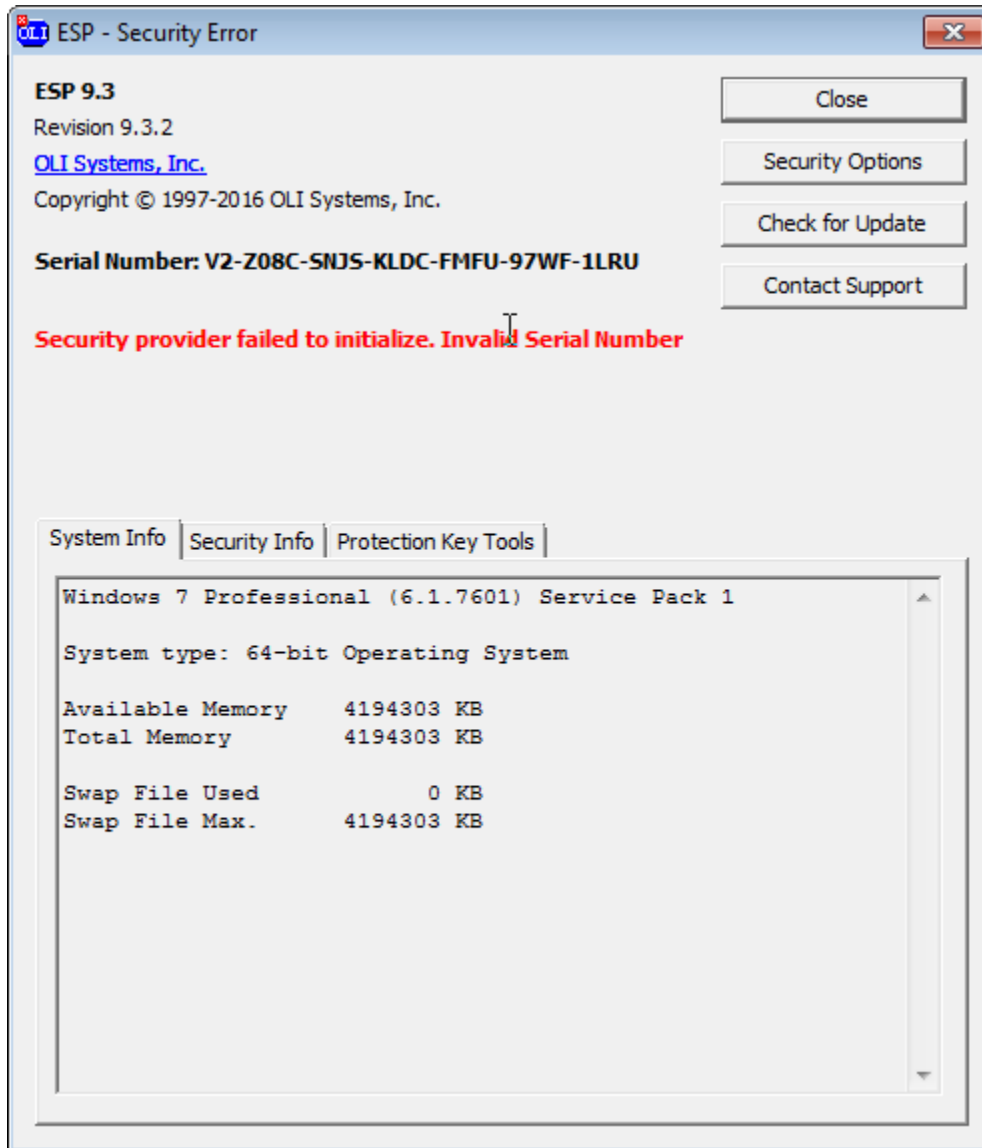 OLI ESP - Security Error
ESP 9.3
Revision 9.3.2
OLI Systems, Inc.
Copyright © 1997-2016 OLI Systems, Inc.
Serial Number: V2-Z08C-SNJS-KLDC-FMFU-97WF-1LRU
Security provider failed to initialize. Invalid Serial Number
Close
Security Options
Check for Update
Contact Support
System Info Security Info Protection Key Tools
Windows 7 Professional (6.1.7601) Service Pack 1
System type: 64-bit Operating System
Available Memory 4194303 KB
Total Memory 4194303 KB
Swap File Used 0 KB
Swap File Max. 4194303 KB